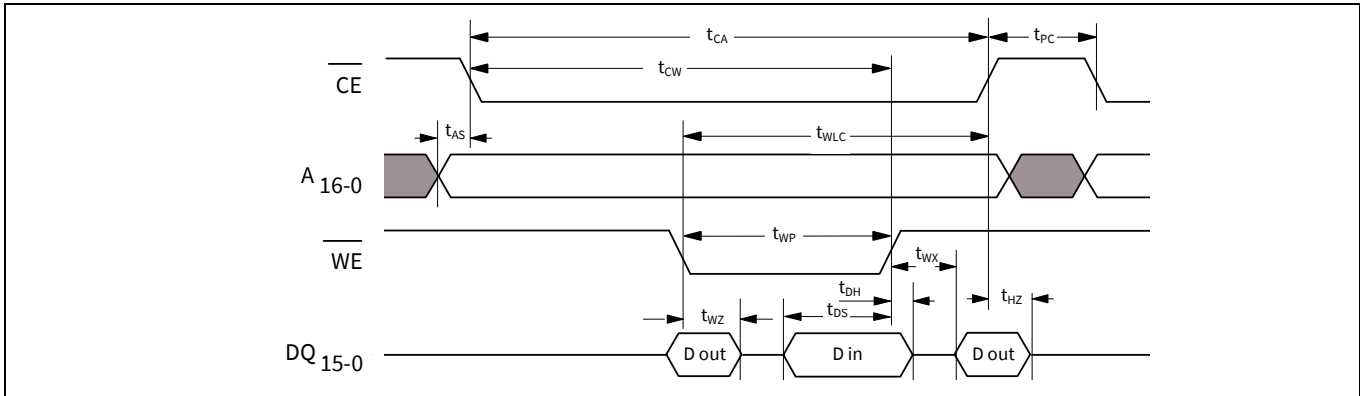 tCA
tPC
CE
tCW
tAS
tWLC
A 16-0
WE
tWP
tWX
tDH
tHZ
tWZ
tDS
DQ 15-0
D out
D in
D out